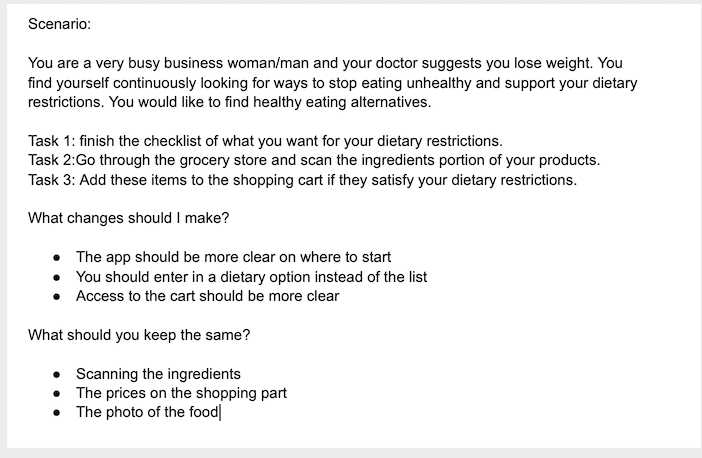 Scenario:
You are a very busy business woman/man and your doctor suggests you lose weight. You
find yourself continuously looking for ways to stop eating unhealthy and support your dietary
restrictions. You would like to find healthy eating alternatives.
Task 1: finish the checklist of what you want for your dietary restrictions.
Task 2:Go through the grocery store and scan the ingredients portion of your products.
Task 3: Add these items to the shopping cart if they satisfy your dietary restrictions.
What changes should I make?
● The app should be more clear on where to start
● You should enter in a dietary option instead of the list
● Access to the cart should be more clear
What should you keep the same?
● Scanning the ingredients
● The prices on the shopping part
● The photo of the food